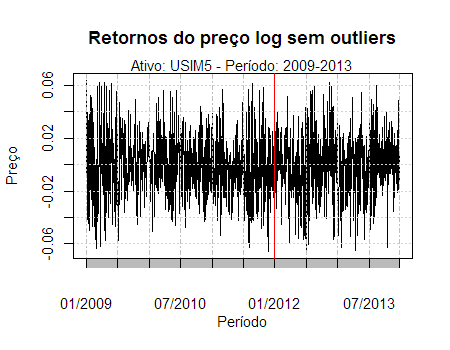 Retornos do preço log sem outliers
Ativo: USIM5 - Período: 2009-2013
Preço
0.06
0.02
-0.02
-0.06
01/2009 07/2010 01/2012 07/2013
Período